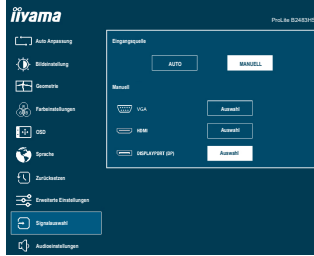 iiyama
ProLite B2483HS
Auto Anpassung
Bildeinstellung
Geometrie
Farbeinstellungen
OSD
Sprache
Zurücksetzen
Erweiterte Einstellungen
Signalauswahl
Audioeinstellungen
Eingangsquelle
AUTO MANUELL
Manuell
VGA Auswahl
HDMI Auswahl
DISPLAYPORT (DP) Auswahl